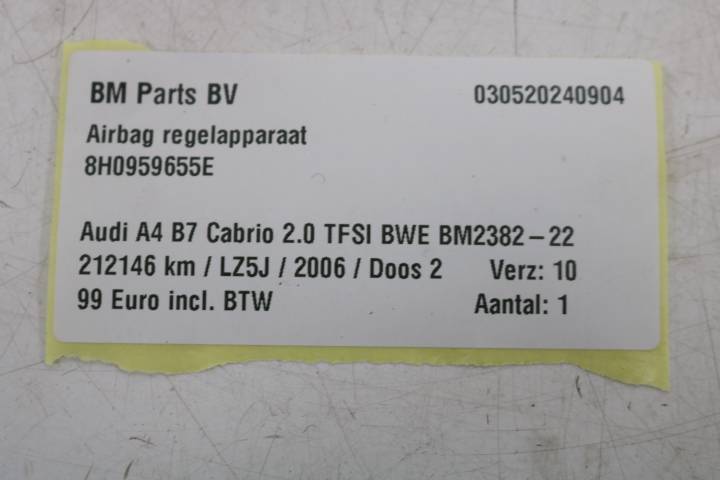 BM Parts BV 030520240904
Airbag regelapparaat
8H0959655E
Audi A4 B7 Cabrio 2.0 TFSI BWE BM2382-22
212146 km / LZ5J / 2006 / Doos 2 Verz: 10
99 Euro incl. BTW Aantal: 1